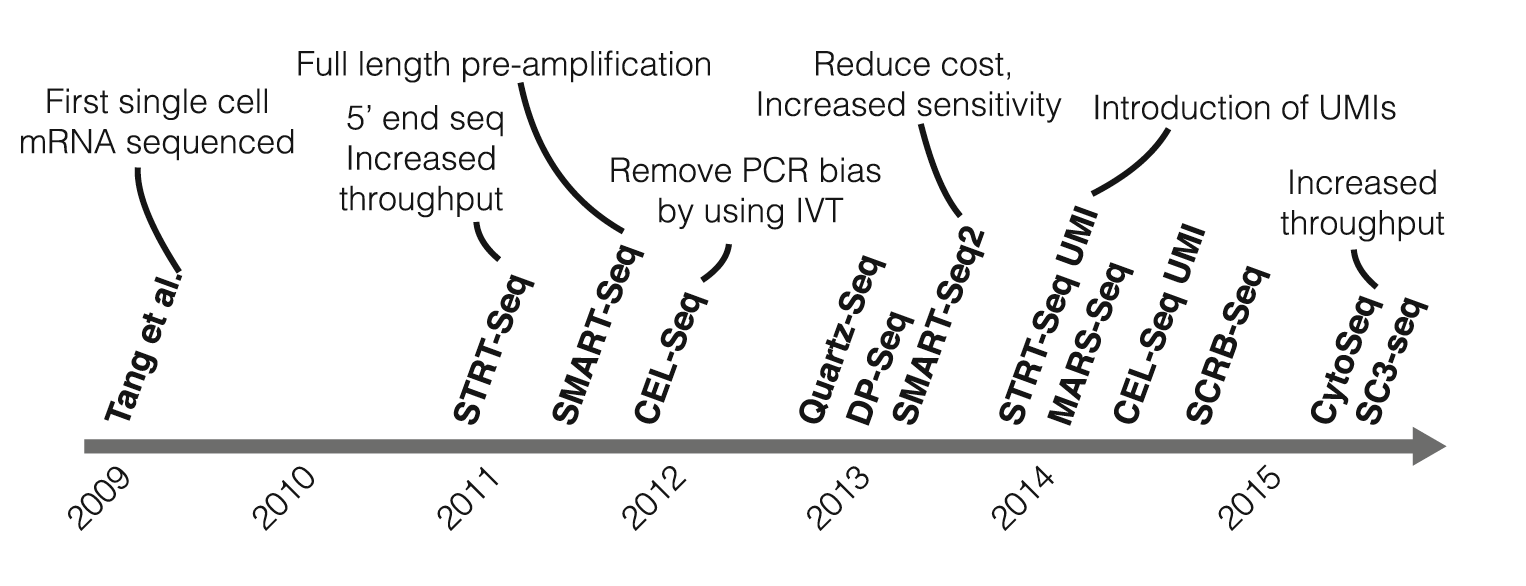 Full length pre-amplification
First single cell
mRNA sequenced
5’ end seq
Increased
throughput
Remove PCR bias
by using IVT
Reduce cost,
Increased sensitivity
Introduction of UMIs
Increased
throughput
Tang et al.
STRT-Seq
SMART-Seq
CEL-Seq
Quartz-Seq
DP-Seq
SMART-Seq2
STRT-Seq UMI
MARS-Seq
CEL-Seq UMI
SCRB-Seq
CytoSeq
SC3-seq
2009
2010
2011
2012
2013
2014
2015